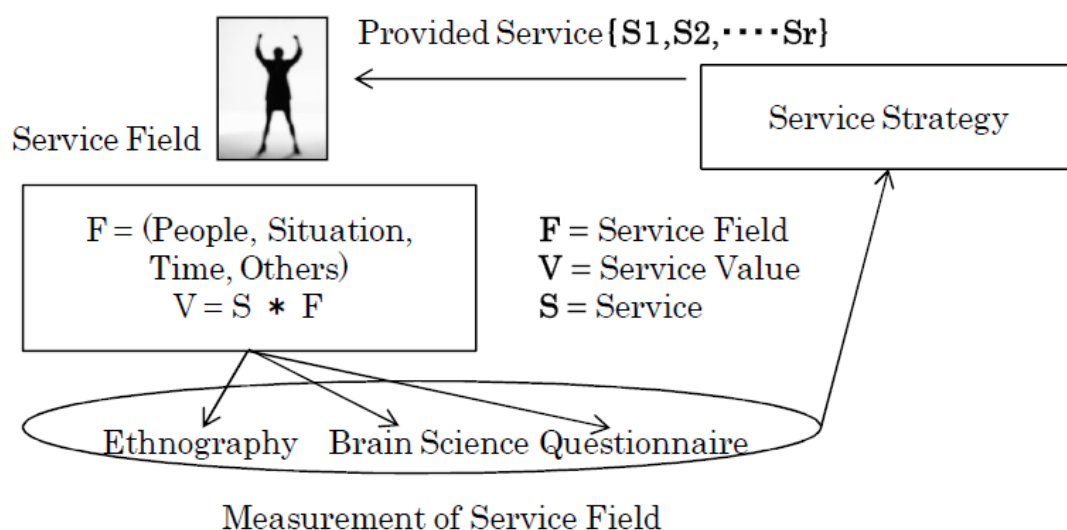 Provided Service {S1,S2,････Sr}
Service Strategy
Service Field
F = (People, Situation,
Time, Others)
V = S * F
F = Service Field
V = Service Value
S = Service
Ethnography Brain Science Questionnaire
Measurement of Service Field